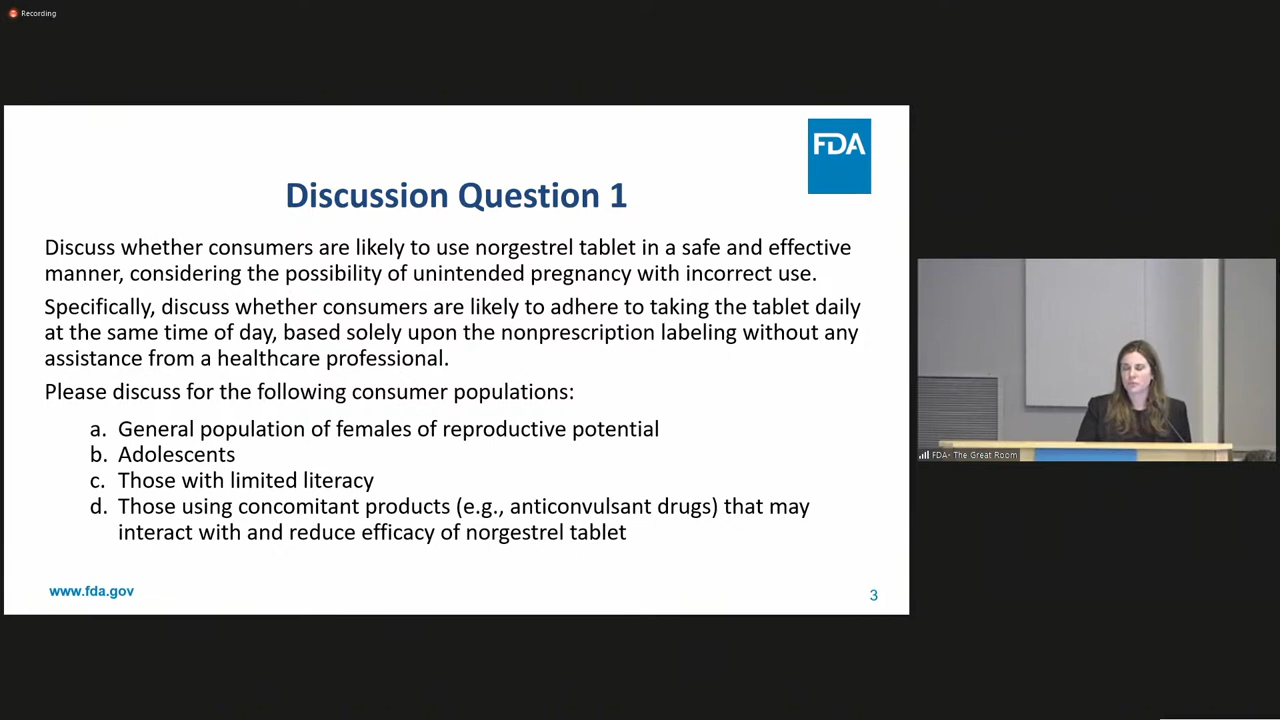 Recording
FDA
Discussion Question 1
Discuss whether consumers are likely to use norgestrel tablet in a safe and effective
manner, considering the possibility of unintended pregnancy with incorrect use.
Specifically, discuss whether consumers are likely to adhere to taking the tablet daily
at the same time of day, based solely upon the nonprescription labeling without any
assistance from a healthcare professional.
Please discuss for the following consumer populations:
a. General population of females of reproductive potential
b. Adolescents
c. Those with limited literacy
d. Those using concomitant products (e.g., anticonvulsant drugs) that may
interact with and reduce efficacy of norgestrel tablet
www.fda.gov
3
FDA- The Great Room